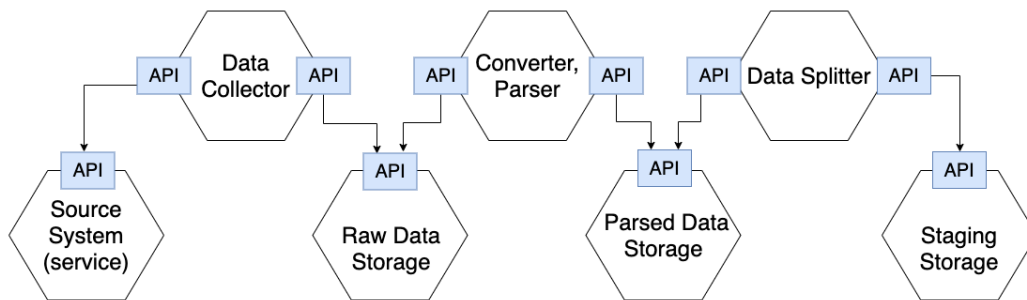 API
Data
Collector
API
API
Converter,
Parser
API
API
Data Splitter
API
API
Source
System
(service)
API
Raw Data
Storage
API
Parsed Data
Storage
API
Staging
Storage